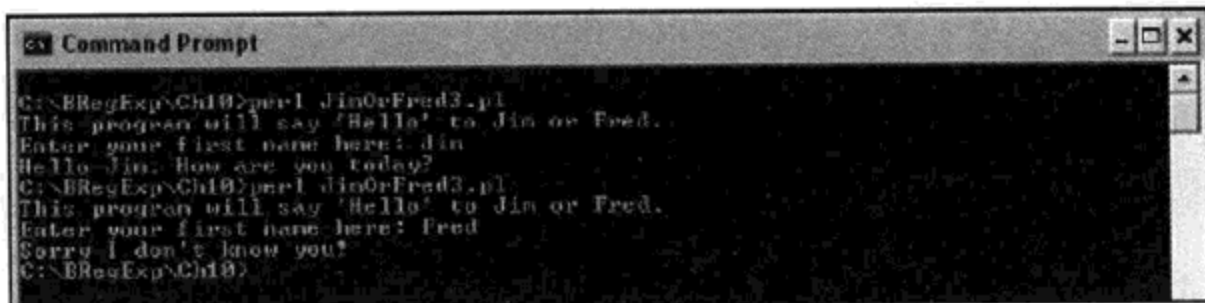 Command Prompt
C:\BRegExp\Ch10>perl JimOrFred3.pl
This program will say 'Hello' to Jim or Fred.
Enter your first name here: Jim
Hello Jim. How are you today?
C:\BRegExp\Ch10>perl JimOrFred3.pl
This program will say 'Hello' to Jim or Fred.
Enter your first name here: Fred
Sorry I don't know you!
C:\BRegExp\Ch10>